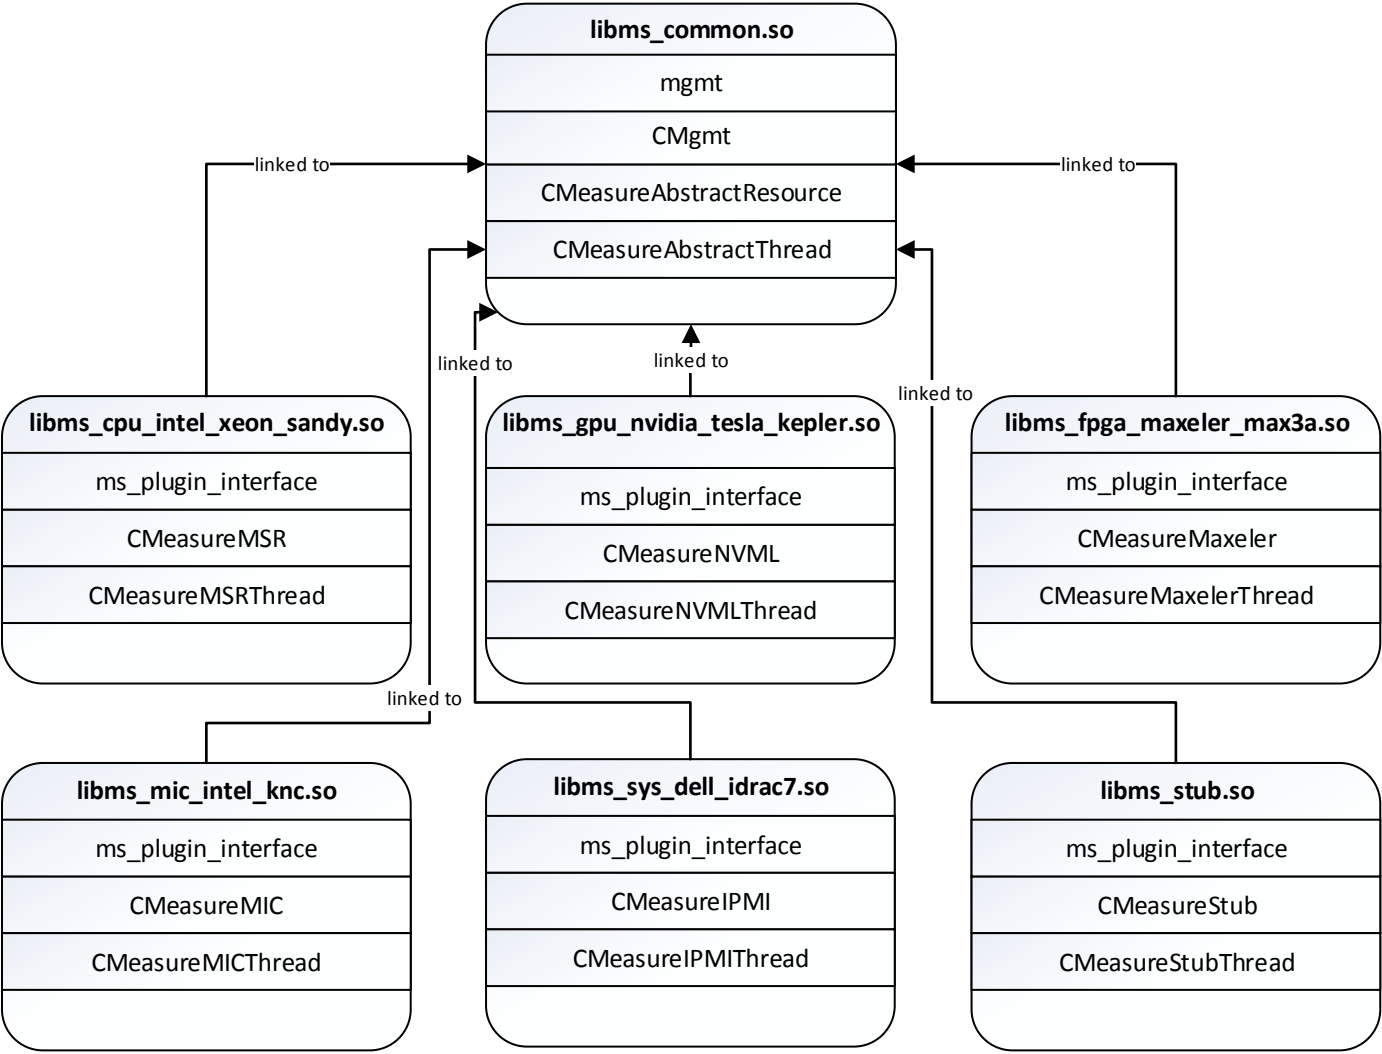 libms_common.so
mgmt
CMgmt
CMeasureAbstractResource
CMeasureAbstractThread
linked to
linked to
linked to
linked to
linked to
libms_cpu_intel_xeon_sandy.so
ms_plugin_interface
CMeasureMSR
CMeasureMSRThread
libms_gpu_nvidia_tesla_kepler.so
ms_plugin_interface
CMeasureNVML
CMeasureNVMLThread
libms_fpga_maxeler_max3a.so
ms_plugin_interface
CMeasureMaxeler
CMeasureMaxelerThread
linked to
libms_mic_intel_knc.so
ms_plugin_interface
CMeasureMIC
CMeasureMICThread
libms_sys_dell_idrac7.so
ms_plugin_interface
CMeasureIPMI
CMeasureIPMIThread
libms_stub.so
ms_plugin_interface
CMeasureStub
CMeasureStubThread